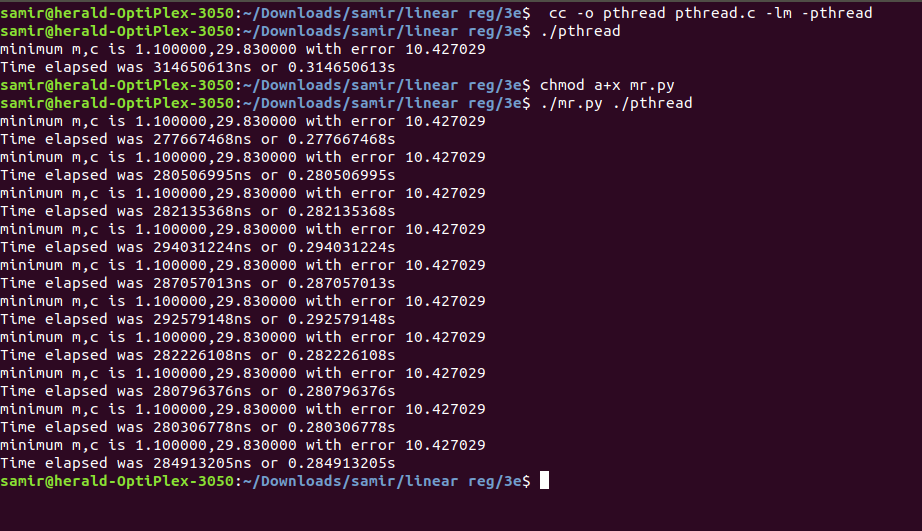 samir@herald-OptiPlex-3050:~/Downloads/samir/linear reg/3e$  cc -o pthread pthread.c -lm -pthread
samir@herald-OptiPlex-3050:~/Downloads/samir/linear reg/3e$ ./pthread
minimum m,c is 1.100000,29.830000 with error 10.427029
Time elapsed was 314650613ns or 0.314650613s
samir@herald-OptiPlex-3050:~/Downloads/samir/linear reg/3e$ chmod a+x mr.py
samir@herald-OptiPlex-3050:~/Downloads/samir/linear reg/3e$ ./mr.py ./pthread
minimum m,c is 1.100000,29.830000 with error 10.427029
Time elapsed was 277667468ns or 0.277667468s
minimum m,c is 1.100000,29.830000 with error 10.427029
Time elapsed was 280506995ns or 0.280506995s
minimum m,c is 1.100000,29.830000 with error 10.427029
Time elapsed was 282135368ns or 0.282135368s
minimum m,c is 1.100000,29.830000 with error 10.427029
Time elapsed was 294031224ns or 0.294031224s
minimum m,c is 1.100000,29.830000 with error 10.427029
Time elapsed was 287057013ns or 0.287057013s
minimum m,c is 1.100000,29.830000 with error 10.427029
Time elapsed was 292579148ns or 0.292579148s
minimum m,c is 1.100000,29.830000 with error 10.427029
Time elapsed was 282226108ns or 0.282226108s
minimum m,c is 1.100000,29.830000 with error 10.427029
Time elapsed was 280796376ns or 0.280796376s
minimum m,c is 1.100000,29.830000 with error 10.427029
Time elapsed was 280306778ns or 0.280306778s
minimum m,c is 1.100000,29.830000 with error 10.427029
Time elapsed was 284913205ns or 0.284913205s
samir@herald-OptiPlex-3050:~/Downloads/samir/linear reg/3e$